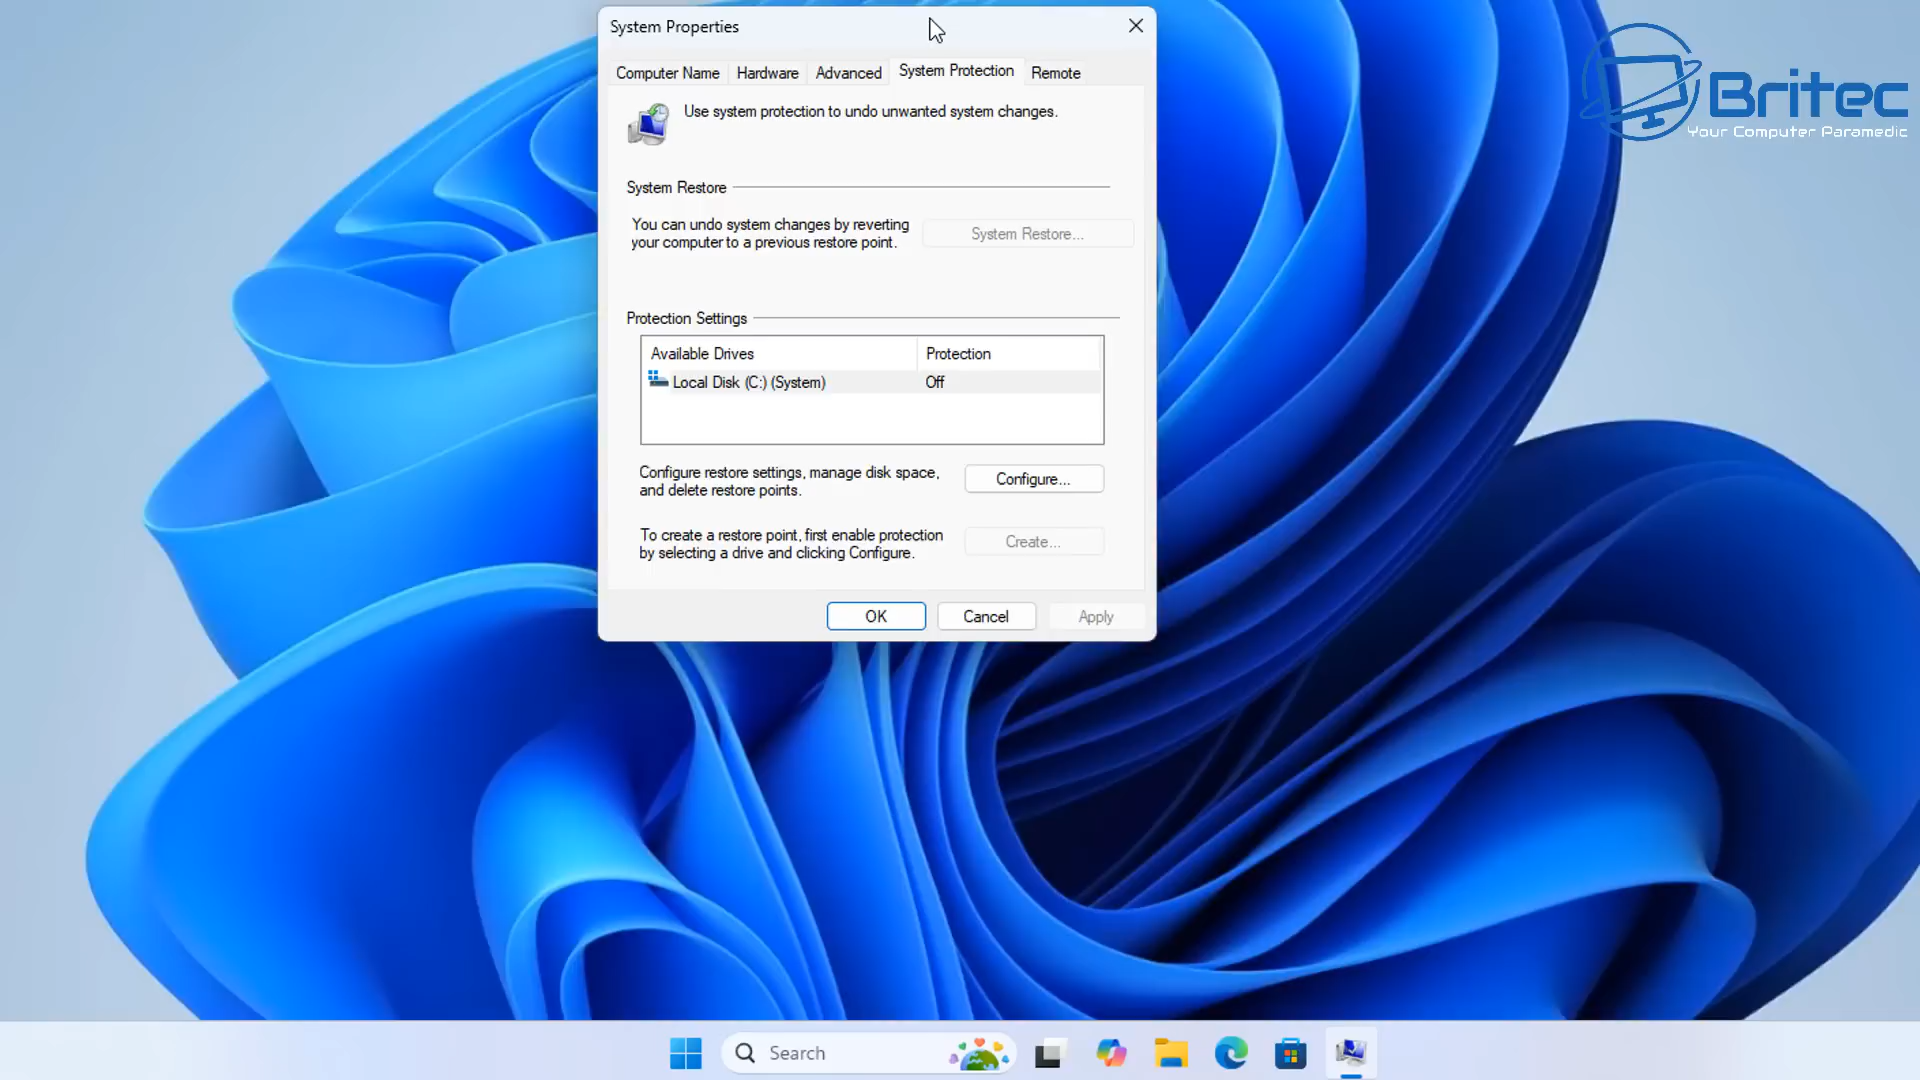 System Properties
Computer Name
Hardware
Advanced
System Protection
Remote
Use system protection to undo unwanted system changes.
System Restore
You can undo system changes by reverting
your computer to a previous restore point.
System Restore...
Protection Settings
Available Drives
Protection
Local Disk (C:) (System)
Off
Configure restore settings, manage disk space,
and delete restore points.
Configure...
To create a restore point, first enable protection
by selecting a drive and clicking Configure.
Create...
OK
Cancel
Apply
Britec
Your Computer Paramedic
Search